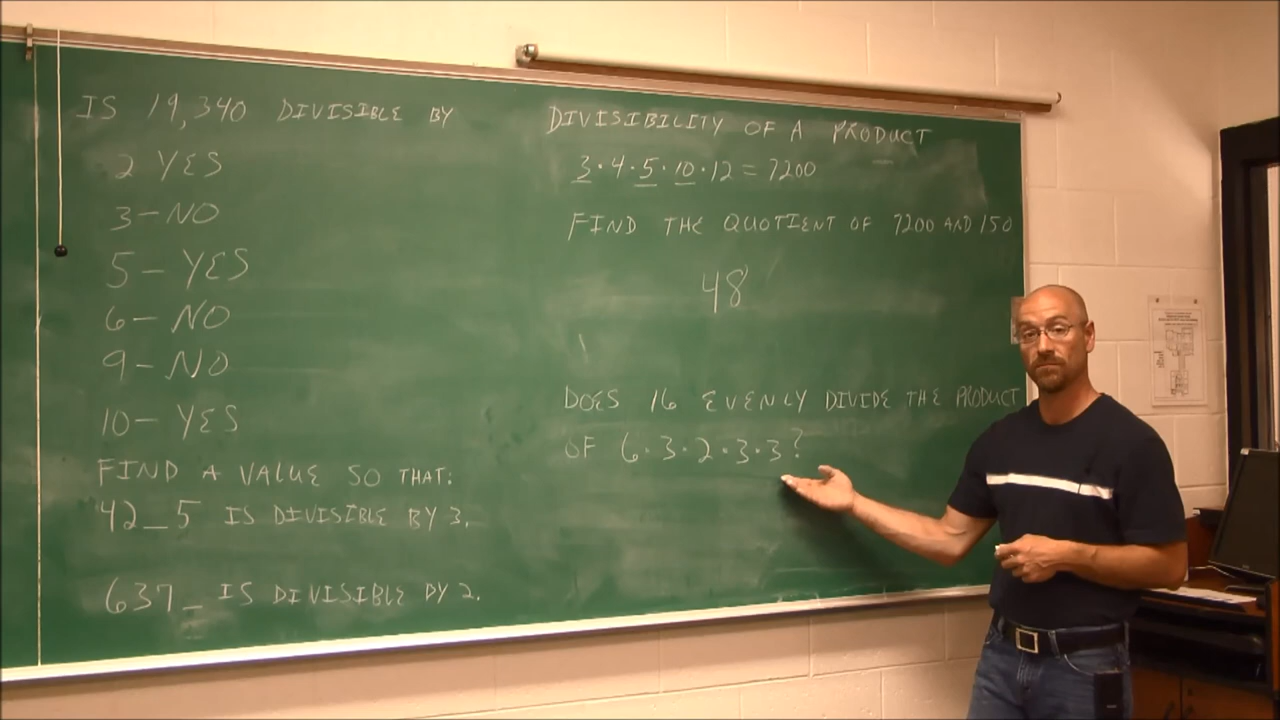 IS 19,340 DIVISIBLE BY
2 YES
3-NO
5-YES
6-NO
9-NO
10-YES
FIND A VALUE SO THAT:
42_5 IS DIVISIBLE BY 3.
637_ IS DIVISIBLE BY 2.
DIVISIBILITY OF A PRODUCT
3·4·5·10·12=7200
FIND THE QUOTIENT OF 7200 AND 150
48
DOES 16 EVENLY DIVIDE THE PRODUCT
OF 6·3·2·3·3?